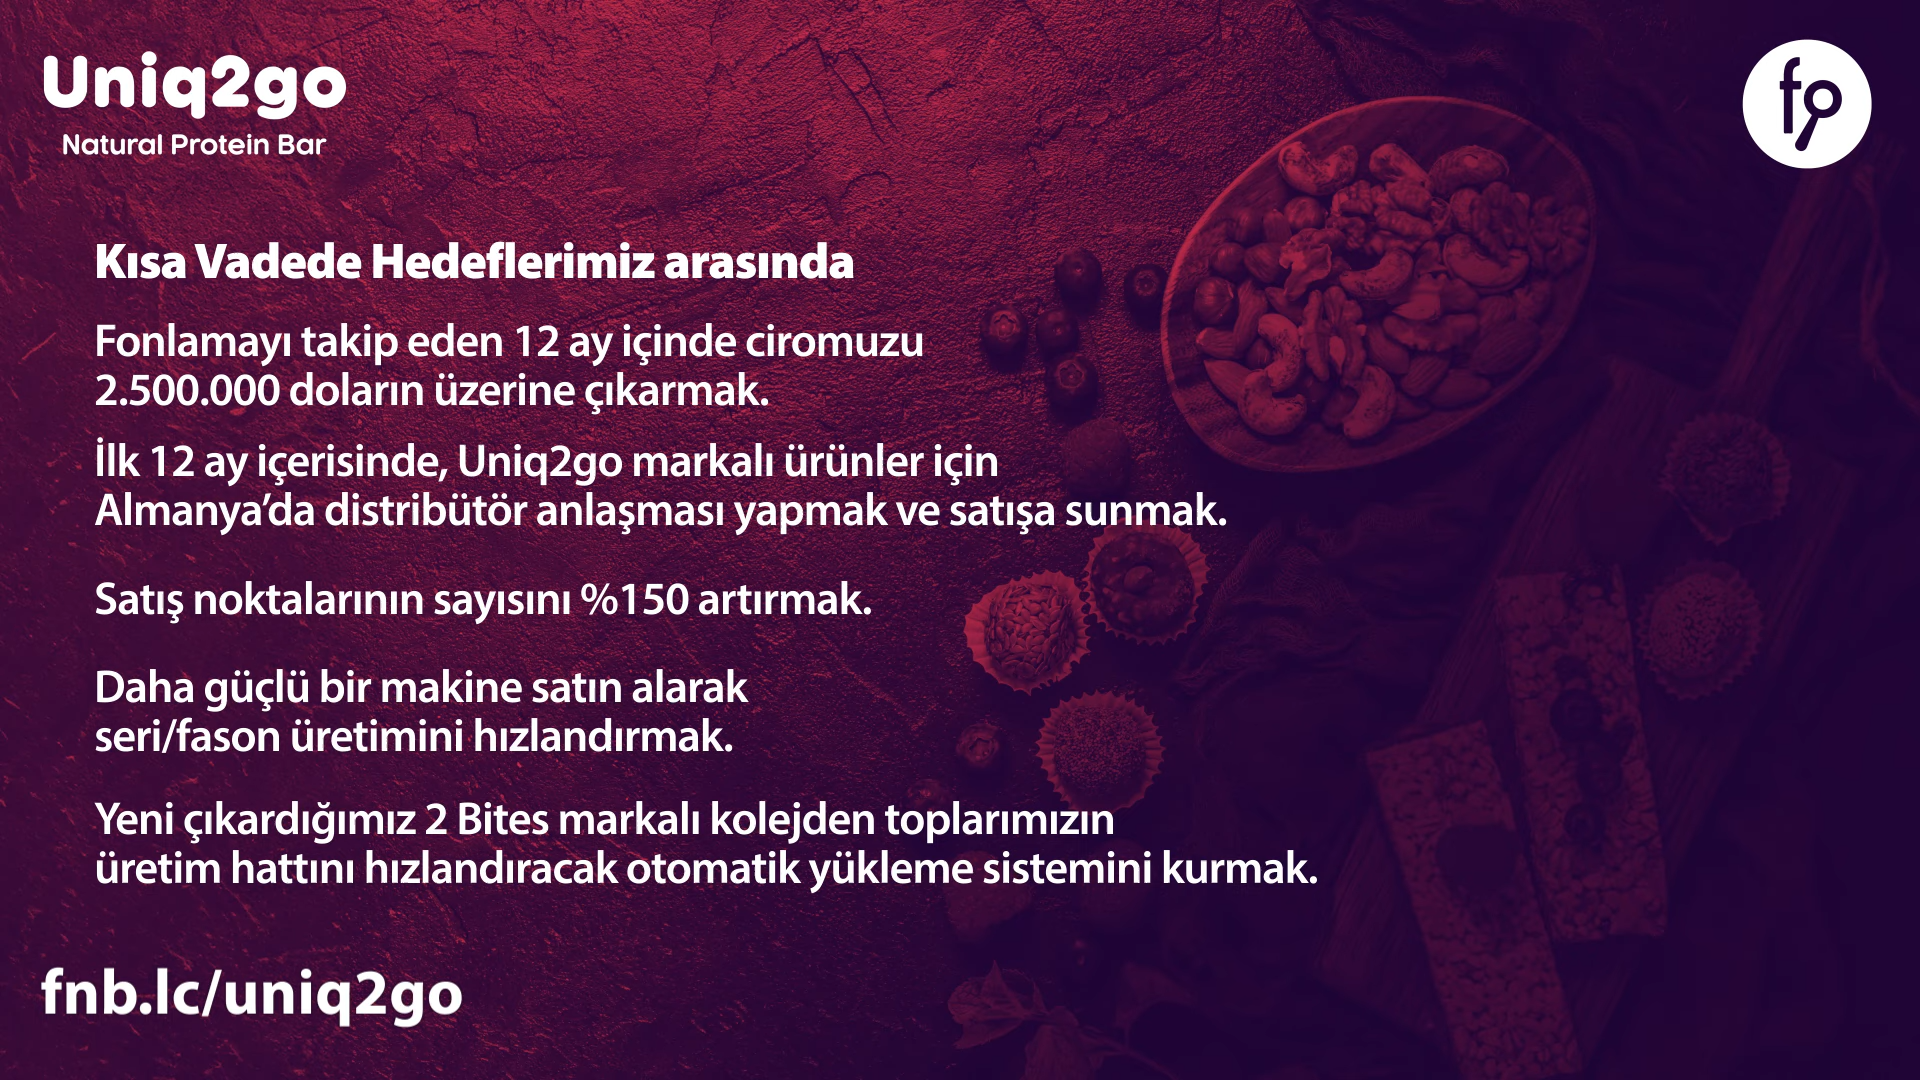 Uniq2go
Natural Protein Bar
fp
Kısa Vadede Hedeflerimiz arasında
Fonlamayı takip eden 12 ay içinde ciromuzu
2.500.000 doların üzerine çıkarmak.
İlk 12 ay içerisinde, Uniq2go markalı ürünler için
Almanya’da distribütör anlaşması yapmak ve satışa sunmak.
Satış noktalarının sayısını %150 artırmak.
Daha güçlü bir makine satın alarak
seri/fason üretimini hızlandırmak.
Yeni çıkardığımız 2 Bites markalı kolejden toplarımızın
üretim hattını hızlandıracak otomatik yükleme sistemini kurmak.
fnb.lc/uniq2go